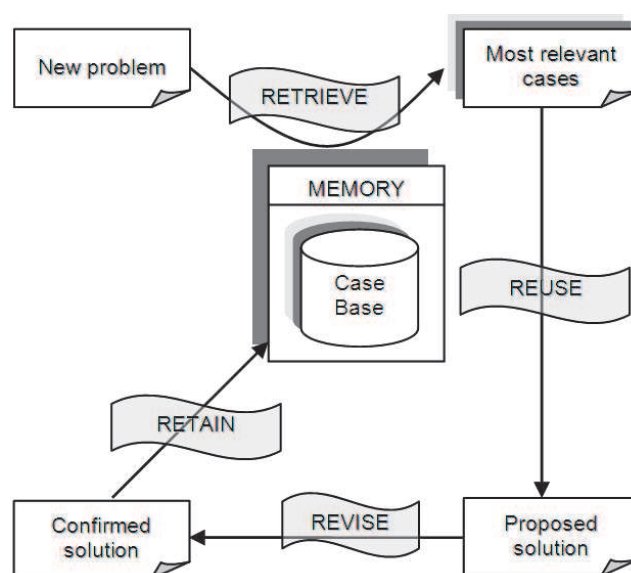 New problem
RETRIEVE
Most relevant
cases
MEMORY
Case
Base
REUSE
RETAIN
Confirmed
solution
REVISE
Proposed
solution